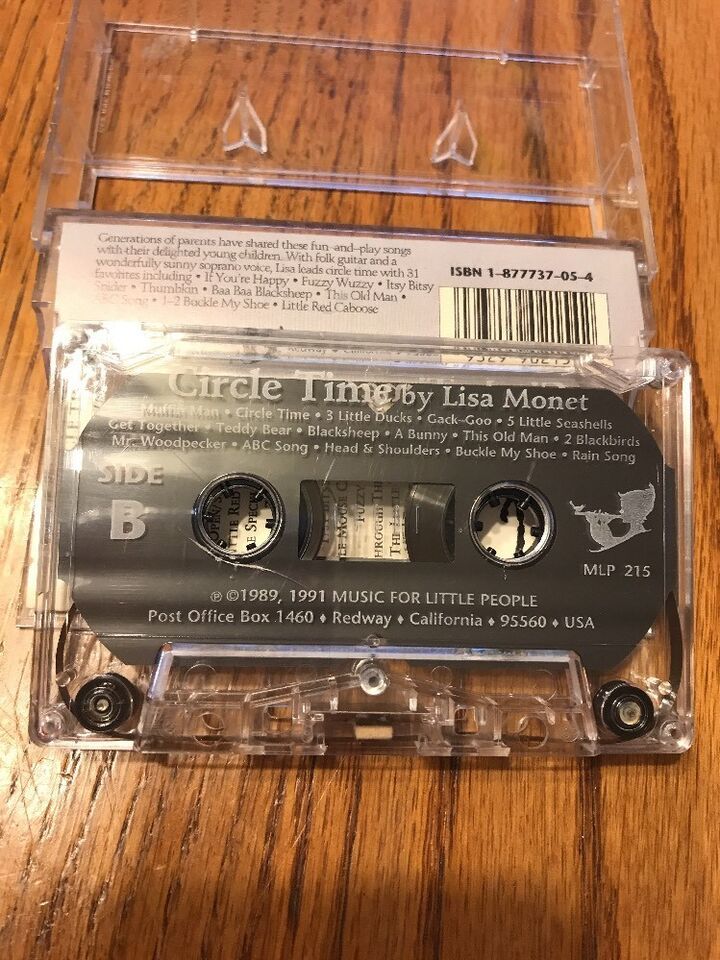 Generations of parents have shared these fun-and-play songs
with their delighted young children. With folk guitar and a
wonderfully sunny soprano voice, Lisa leads circle time with 31
favorites including • If You're Happy • Fuzzy Wuzzy • Itsy Bitsy
Spider • Thumbkin • Baa Baa Blacksheep • This Old Man •
ABC Song • 1-2 Buckle My Shoe • Little Red Caboose
ISBN 1-877737-05-4
Circle Time by Lisa Monet
Muffin Man • Circle Time • 3 Little Ducks • Gack-Goo • 5 Little Seashells
Get Together • Teddy Bear • Blacksheep • A Bunny • This Old Man • 2 Blackbirds
Mr. Woodpecker • ABC Song • Head & Shoulders • Buckle My Shoe • Rain Song
SIDE
B
MLP 215
℗ ©1989, 1991 MUSIC FOR LITTLE PEOPLE
Post Office Box 1460 ♦ Redway ♦ California ♦ 95560 ♦ USA